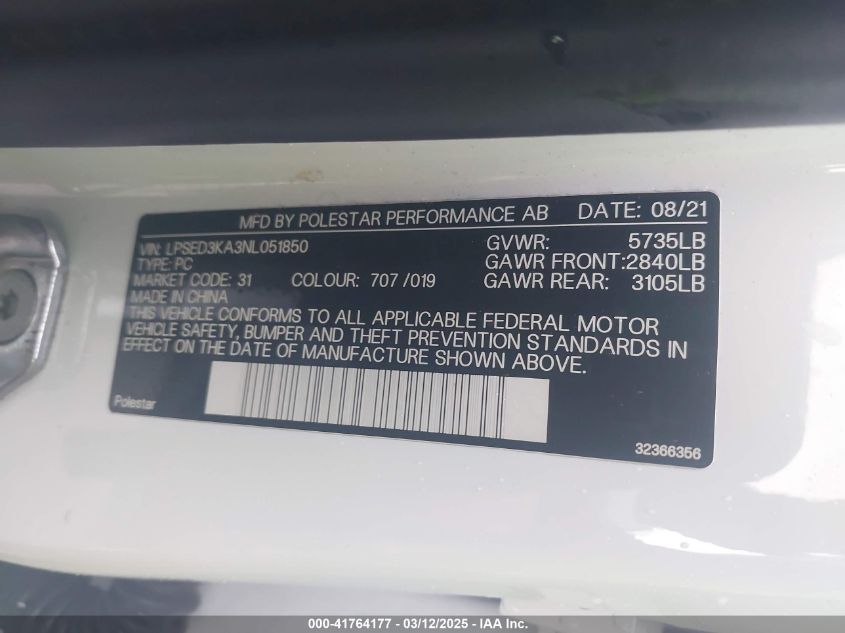 MFD BY POLESTAR PERFORMANCE AB DATE: 08/21
VIN: LPSED3KA3NL051850 GVWR: 5735LB
TYPE: PC GAWR FRONT:2840LB
MARKET CODE: 31 COLOUR: 707 /019 GAWR REAR: 3105LB
MADE IN CHINA
THIS VEHICLE CONFORMS TO ALL APPLICABLE FEDERAL MOTOR
VEHICLE SAFETY, BUMPER AND THEFT PREVENTION STANDARDS IN
EFFECT ON THE DATE OF MANUFACTURE SHOWN ABOVE.
Polestar
32366356
000-41764177 - 03/12/2025 - IAA Inc.